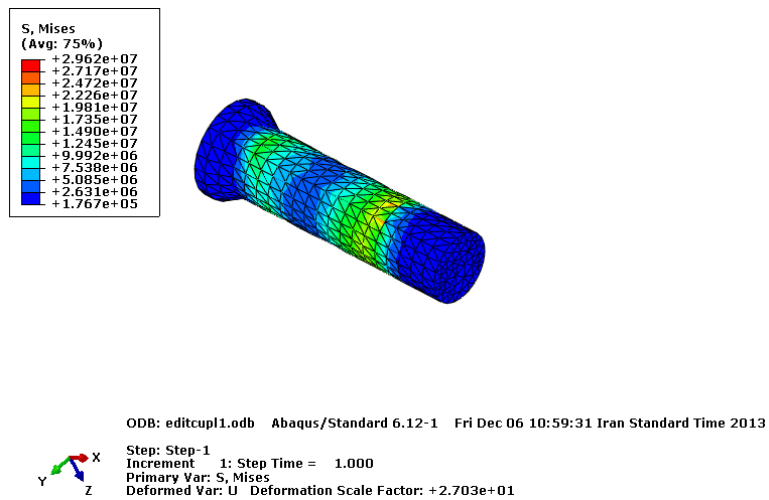 S, Mises
(Avg: 75%)
+2.962e+07
+2.717e+07
+2.472e+07
+2.226e+07
+1.981e+07
+1.735e+07
+1.490e+07
+1.245e+07
+9.992e+06
+7.538e+06
+5.085e+06
+2.631e+06
+1.767e+05
ODB: editcupl1.odb Abaqus/Standard 6.12-1 Fri Dec 06 10:59:31 Iran Standard Time 2013
X
Y
Z
Step: Step-1
Increment 1: Step Time = 1.000
Primary Var: S, Mises
Deformed Var: U Deformation Scale Factor: +2.703e+01